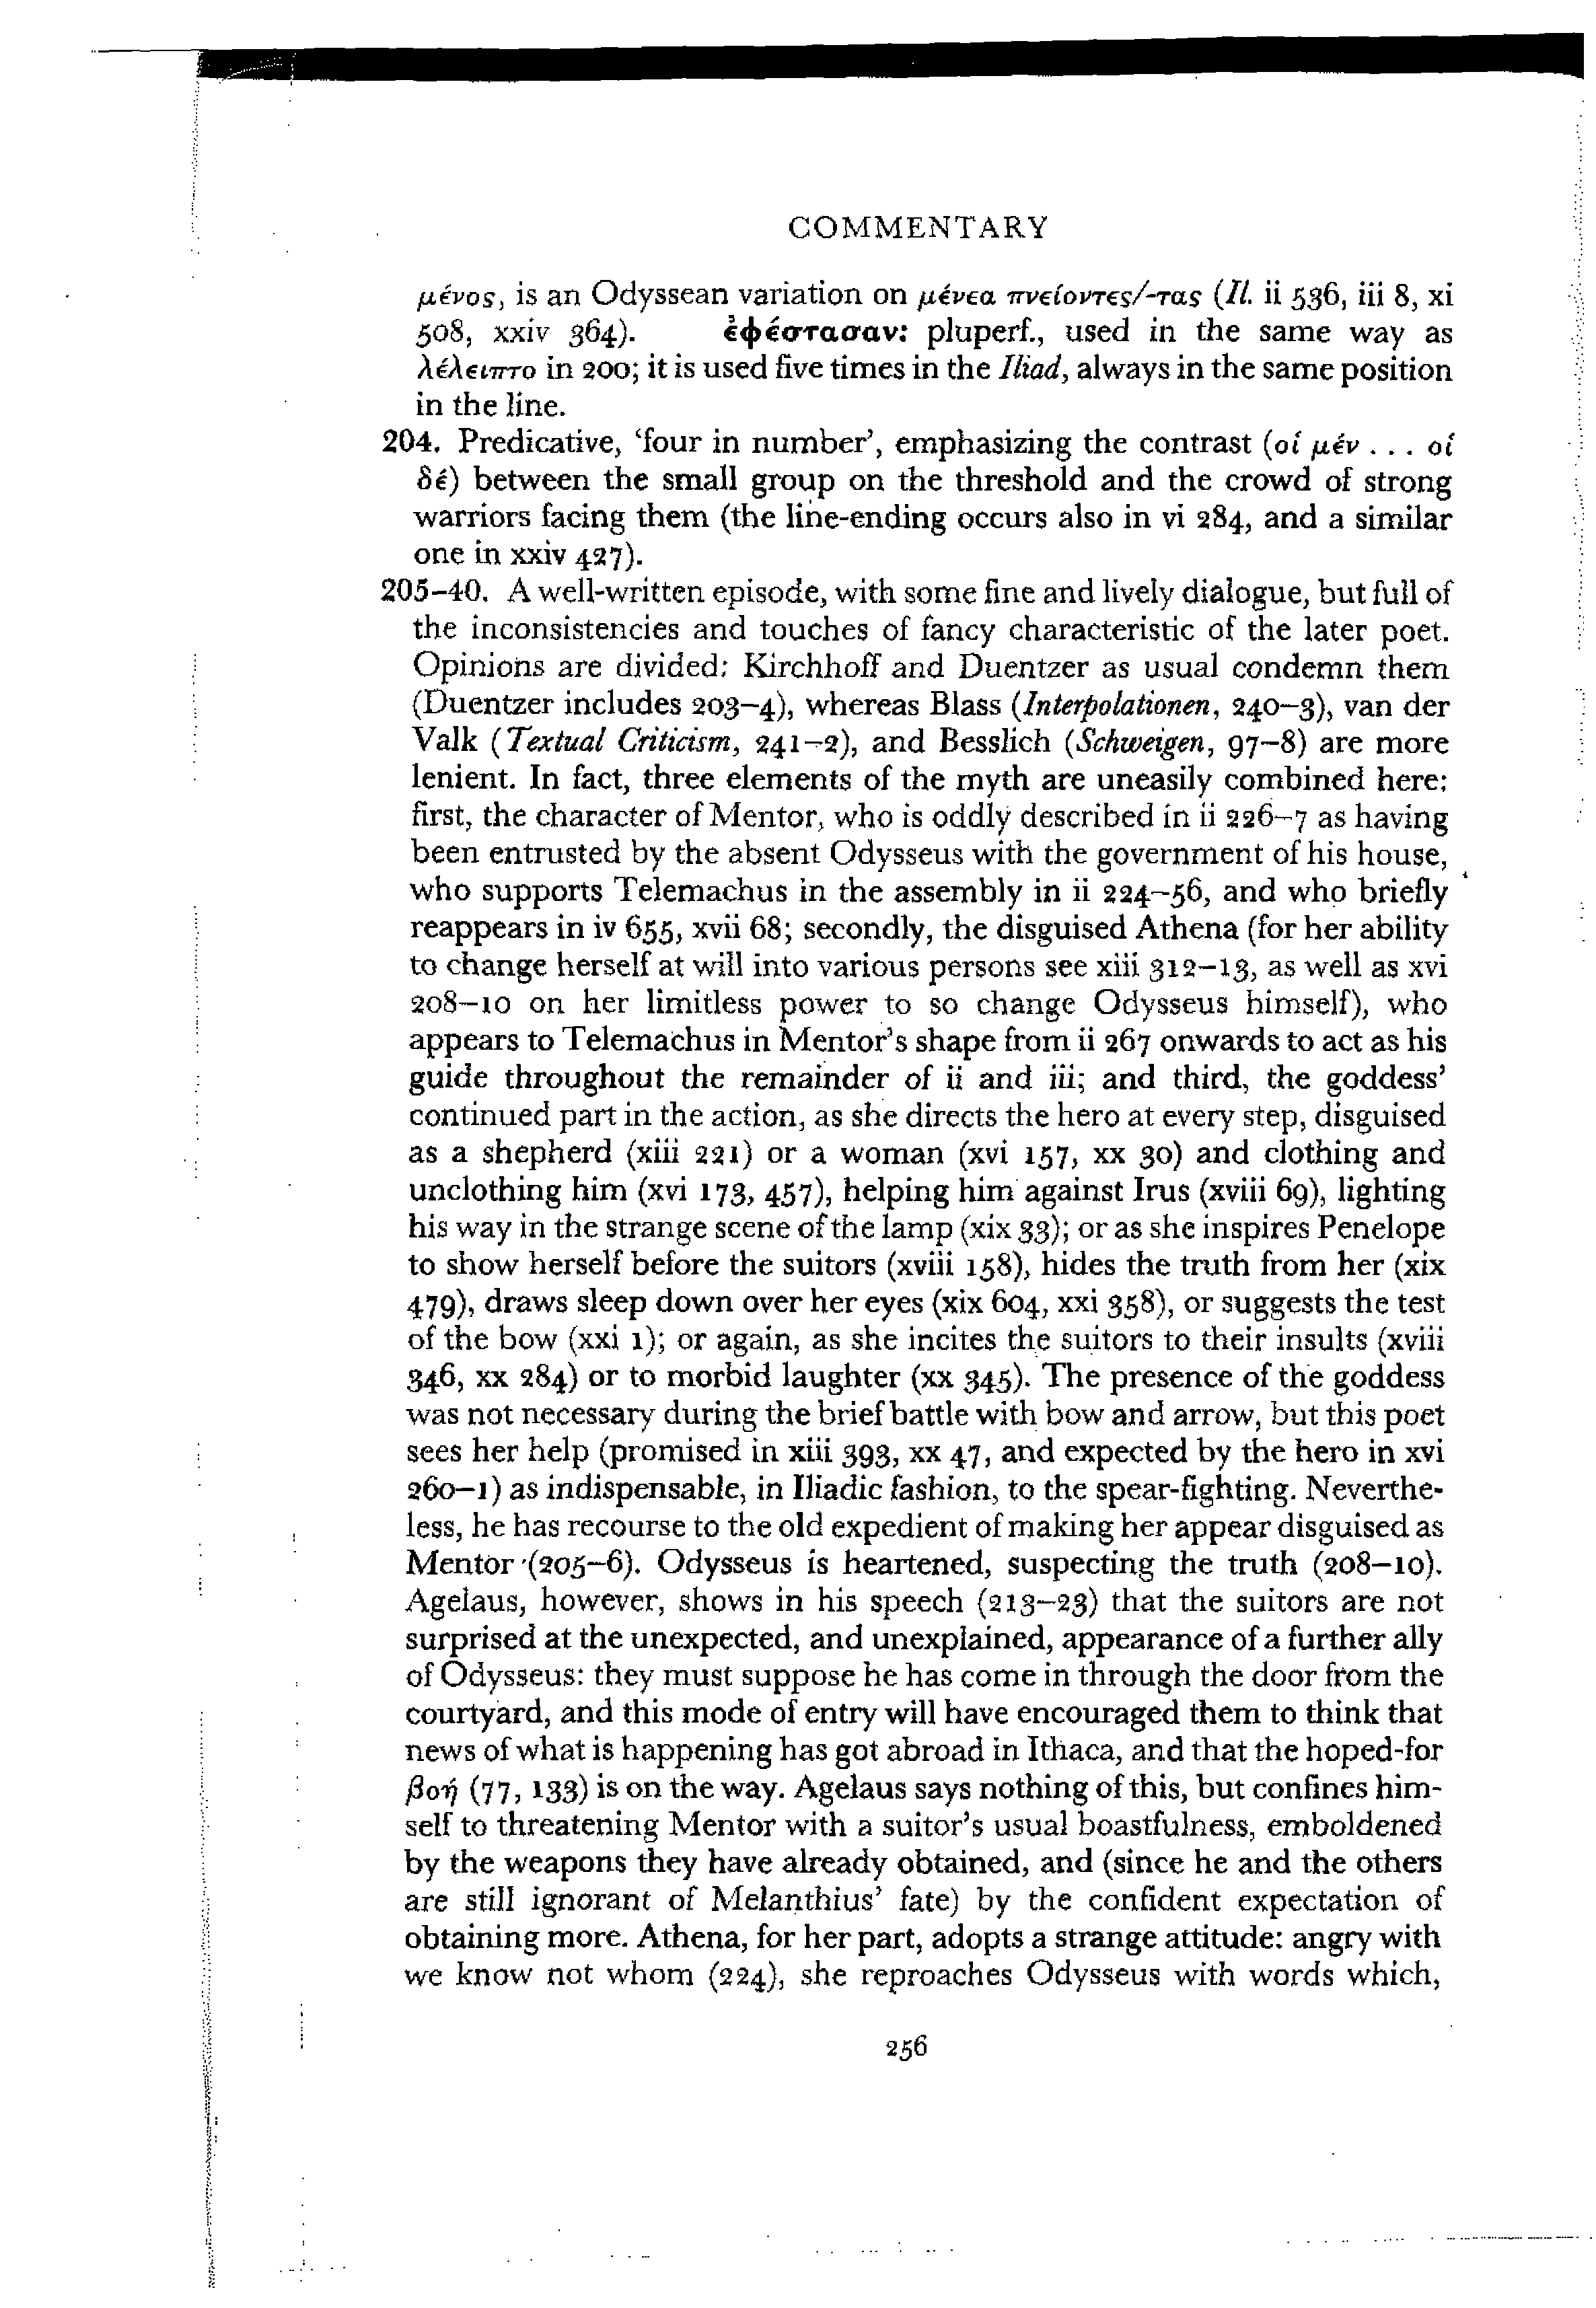 COMMENTARY
μένος, is an Odyssean variation on μένεα πνείοντες/-τας (Il. ii 536, iii 8, xi
508, xxiv 364). ἐφέστασαν: pluperf., used in the same way as
λέλειπτο in 200; it is used five times in the Iliad, always in the same position
in the line.
204. Predicative, ‘four in number’, emphasizing the contrast (οἱ μέν . . . οἱ
δέ) between the small group on the threshold and the crowd of strong
warriors facing them (the line-ending occurs also in vi 284, and a similar
one in xxiv 427).
205–40. A well-written episode, with some fine and lively dialogue, but full of
the inconsistencies and touches of fancy characteristic of the later poet.
Opinions are divided: Kirchhoff and Duentzer as usual condemn them
(Duentzer includes 203–4), whereas Blass (Interpolationen, 240–3), van der
Valk (Textual Criticism, 241–2), and Besslich (Schweigen, 97–8) are more
lenient. In fact, three elements of the myth are uneasily combined here:
first, the character of Mentor, who is oddly described in ii 226–7 as having
been entrusted by the absent Odysseus with the government of his house,
who supports Telemachus in the assembly in ii 224–56, and who briefly
reappears in iv 655, xvii 68; secondly, the disguised Athena (for her ability
to change herself at will into various persons see xiii 312–13, as well as xvi
208–10 on her limitless power to so change Odysseus himself), who
appears to Telemachus in Mentor’s shape from ii 267 onwards to act as his
guide throughout the remainder of ii and iii; and third, the goddess’
continued part in the action, as she directs the hero at every step, disguised
as a shepherd (xiii 221) or a woman (xvi 157, xx 30) and clothing and
unclothing him (xvi 173, 457), helping him against Irus (xviii 69), lighting
his way in the strange scene of the lamp (xix 33); or as she inspires Penelope
to show herself before the suitors (xviii 158), hides the truth from her (xix
479), draws sleep down over her eyes (xix 604, xxi 358), or suggests the test
of the bow (xxi 1); or again, as she incites the suitors to their insults (xviii
346, xx 284) or to morbid laughter (xx 345). The presence of the goddess
was not necessary during the brief battle with bow and arrow, but this poet
sees her help (promised in xiii 393, xx 47, and expected by the hero in xvi
260–1) as indispensable, in Iliadic fashion, to the spear-fighting. Neverthe-
less, he has recourse to the old expedient of making her appear disguised as
Mentor (205–6). Odysseus is heartened, suspecting the truth (208–10).
Agelaus, however, shows in his speech (213–23) that the suitors are not
surprised at the unexpected, and unexplained, appearance of a further ally
of Odysseus: they must suppose he has come in through the door from the
courtyard, and this mode of entry will have encouraged them to think that
news of what is happening has got abroad in Ithaca, and that the hoped-for
βοή (77, 133) is on the way. Agelaus says nothing of this, but confines him-
self to threatening Mentor with a suitor’s usual boastfulness, emboldened
by the weapons they have already obtained, and (since he and the others
are still ignorant of Melanthius’ fate) by the confident expectation of
obtaining more. Athena, for her part, adopts a strange attitude: angry with
we know not whom (224), she reproaches Odysseus with words which,
256